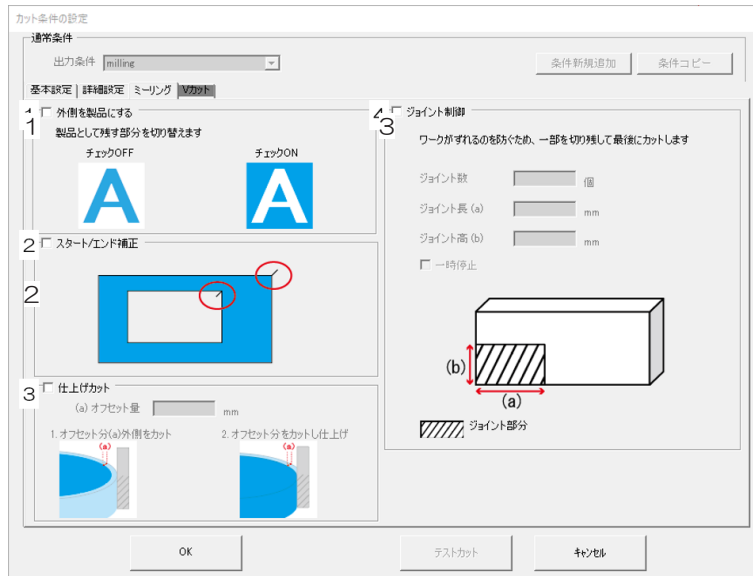 カット条件の設定
通常条件
出力条件 milling
条件新規追加 条件コピー
基本設定 詳細設定 ミーリング Vカット
1 外側を製品にする
1
製品として残す部分を切り替えます
チェックOFF チェックON
A A
2 スタート/エンド補正
2
3 仕上げカット
(a) オフセット量 mm
1. オフセット分(a)外側をカット 2. オフセット分をカットし仕上げ
(a) (a)
4 ジョイント制御
3
ワークがずれるのを防ぐため、一部を切り残して最後にカットします
ジョイント数 個
ジョイント長 (a) mm
ジョイント高 (b) mm
一時停止
(b)
(a)
ジョイント部分
OK テストカット キャンセル